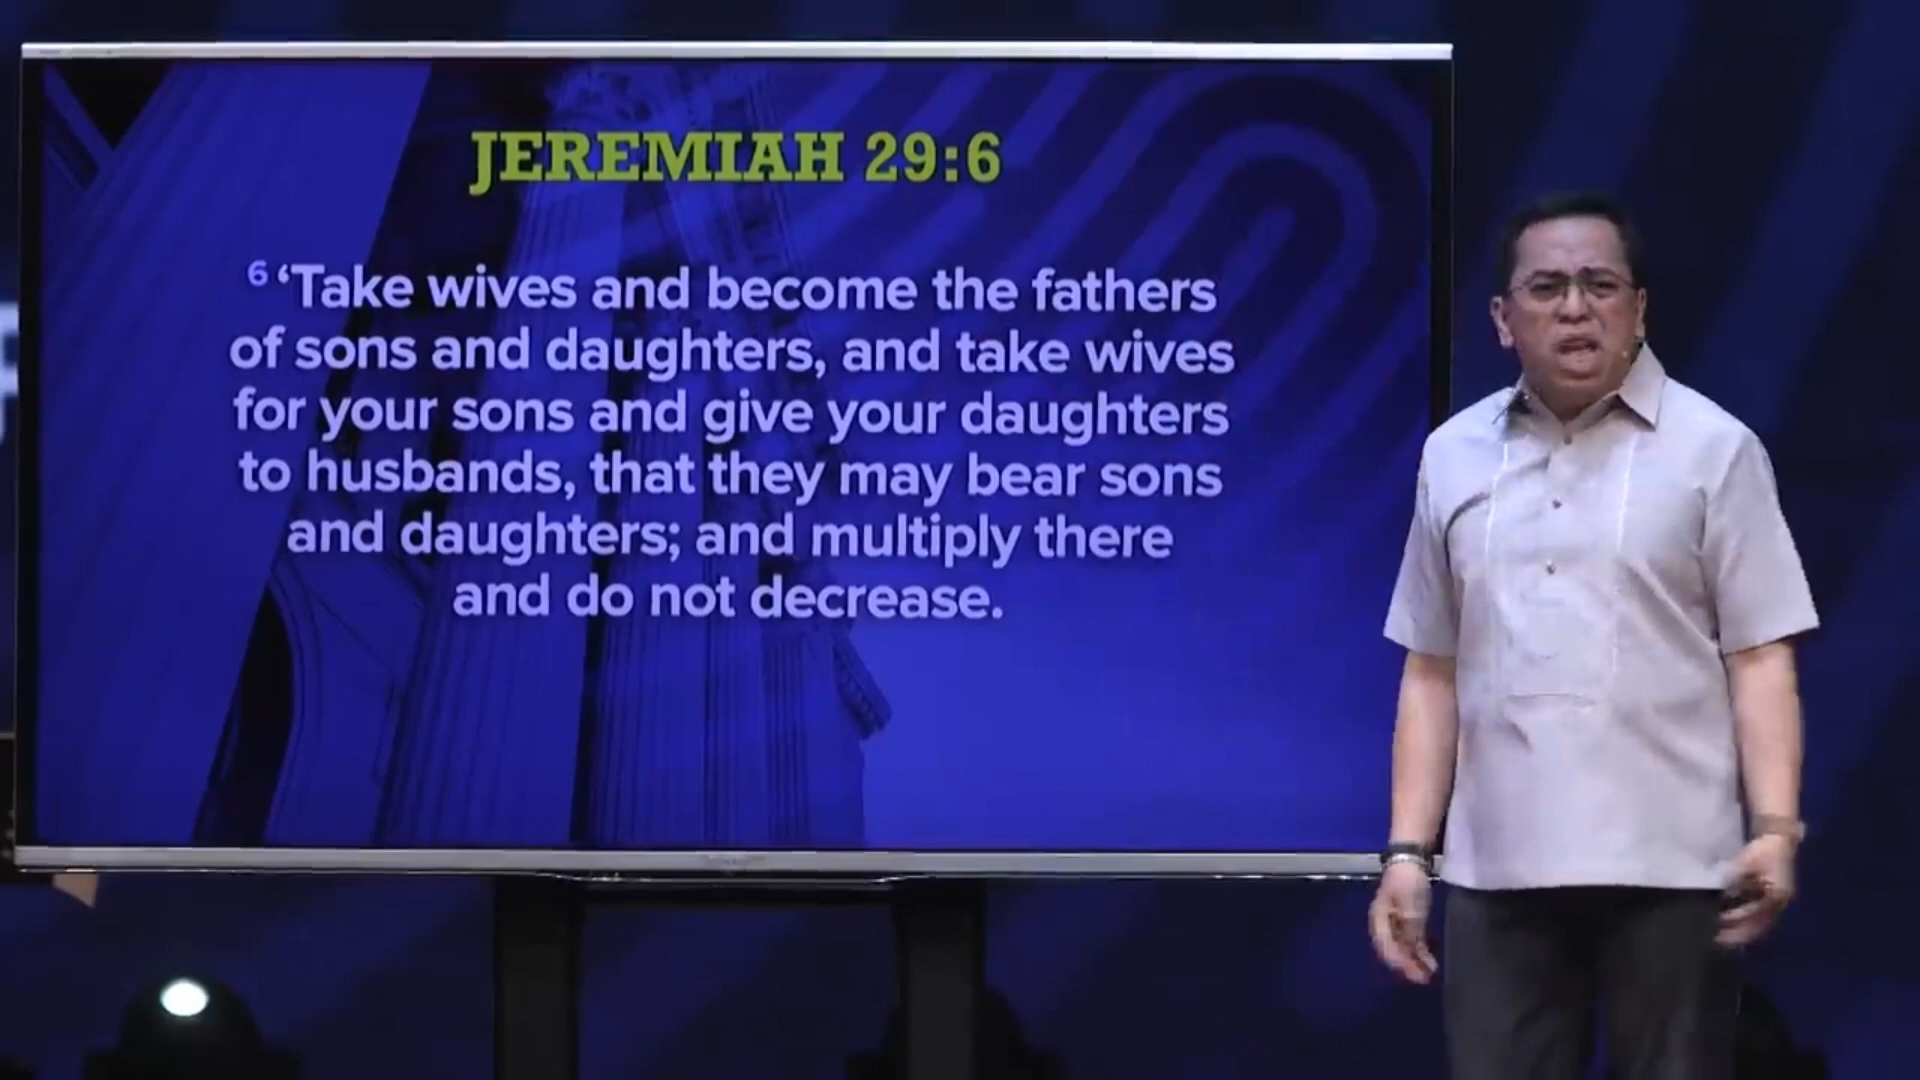 JEREMIAH 29:6
6 ‘Take wives and become the fathers
of sons and daughters, and take wives
for your sons and give your daughters
to husbands, that they may bear sons
and daughters; and multiply there
and do not decrease.